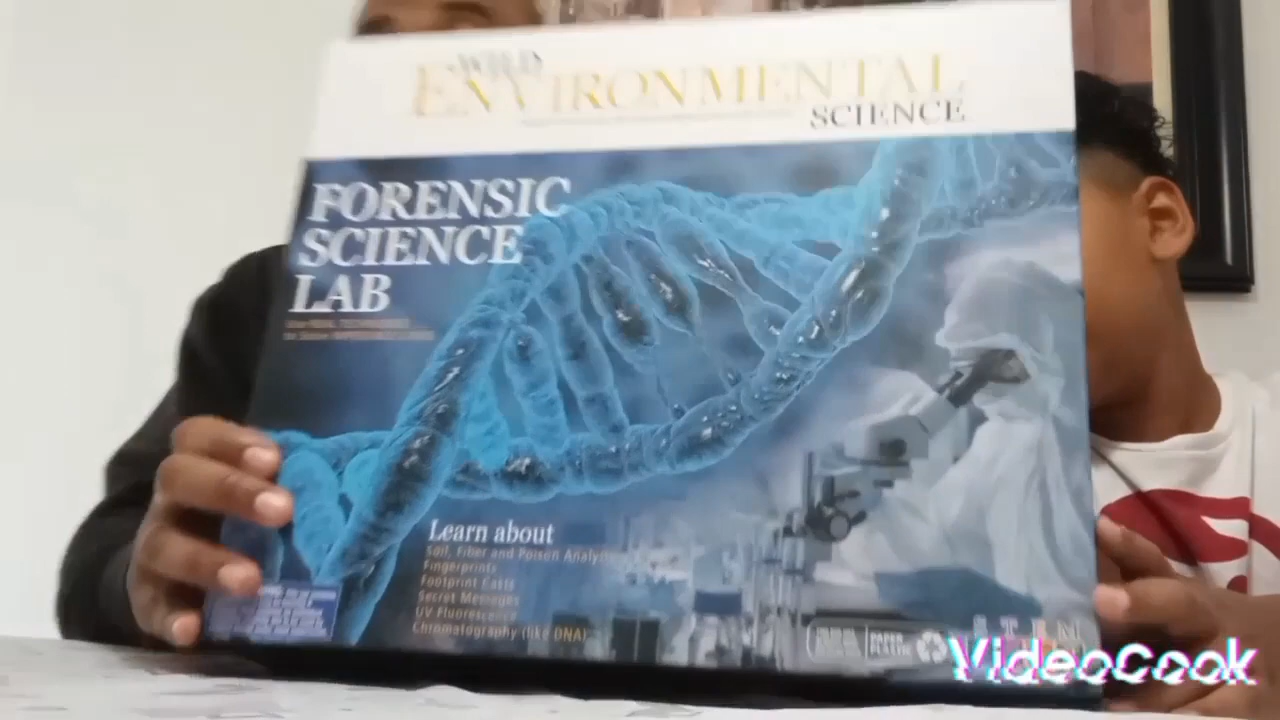 WILD
ENVIRONMENTAL
SCIENCE
FORENSIC
SCIENCE
LAB
Learn about
Soil, Fiber and Poison Analysis
Fingerprints
Footprint Casts
Secret Messages
UV Fluorescence
Chromatography (like DNA)
STEM
VideoCook